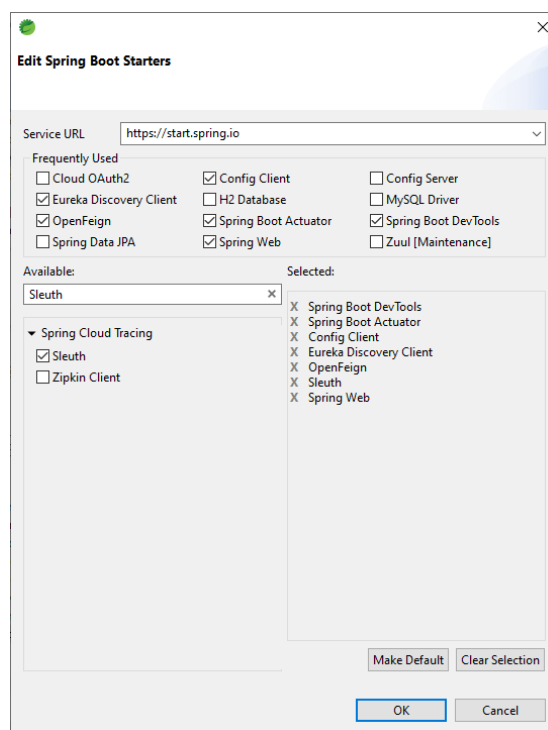 Edit Spring Boot Starters
Service URL https://start.spring.io
Frequently Used
Cloud OAuth2 Config Client Config Server
Eureka Discovery Client H2 Database MySQL Driver
OpenFeign Spring Boot Actuator Spring Boot DevTools
Spring Data JPA Spring Web Zuul [Maintenance]
Available:
Sleuth
Spring Cloud Tracing
Sleuth
Zipkin Client
Selected:
X Spring Boot DevTools
X Spring Boot Actuator
X Config Client
X Eureka Discovery Client
X OpenFeign
X Sleuth
X Spring Web
Make Default Clear Selection
OK Cancel